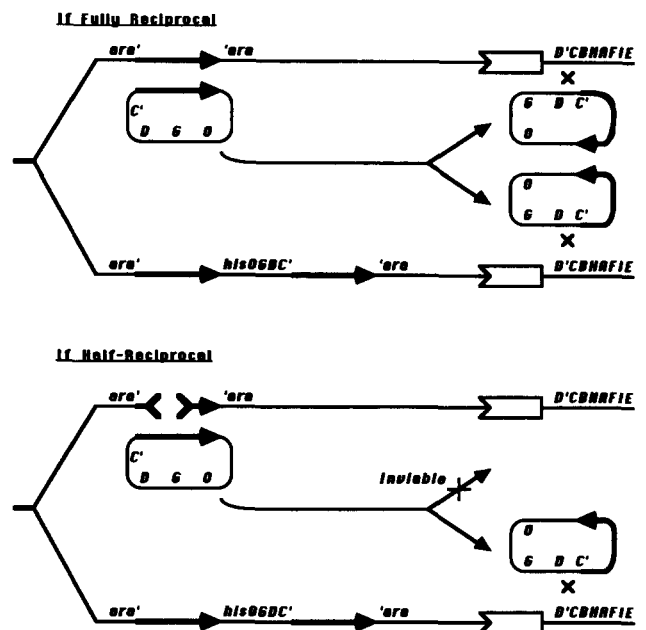 If Fully Reciprocal
ara' 'ara D'CBHAFIE
C'
D G O
G D C'
O
X
O
G D C'
X
ara' hisOGDC' 'ara D'CBHAFIE
If Half-Reciprocal
ara' 'ara D'CBHAFIE
C'
D G O
Inviable
O
G D C'
X
ara' hisOGDC' 'ara D'CBHAFIE